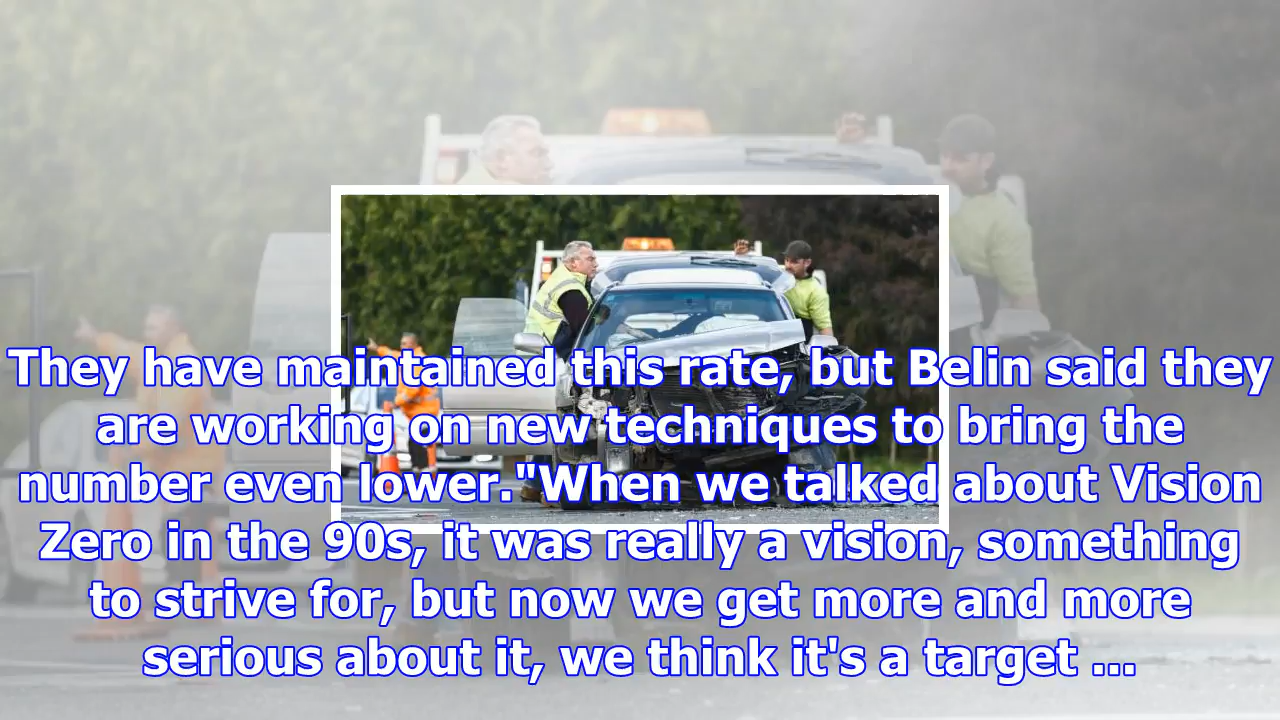 They have maintained this rate, but Belin said they
are working on new techniques to bring the
number even lower."When we talked about Vision
Zero in the 90s, it was really a vision, something
to strive for, but now we get more and more
serious about it, we think it's a target ...